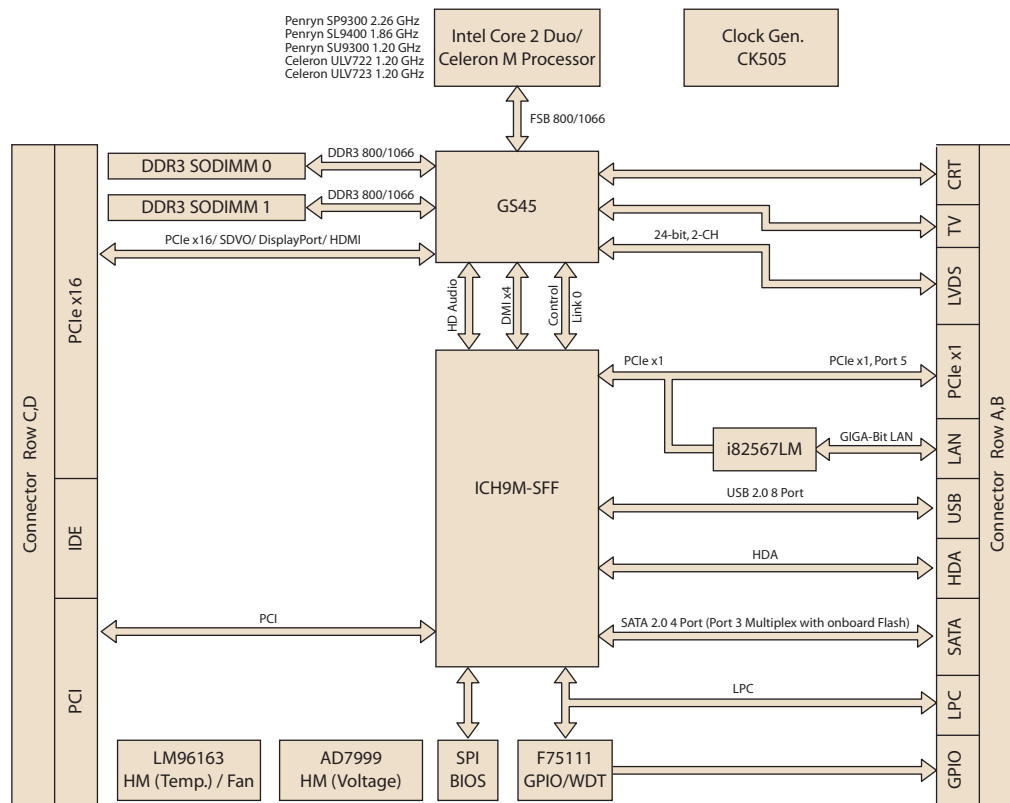 Penryn SP9300 2.26 GHz
Penryn SL9400 1.86 GHz
Penryn SU9300 1.20 GHz
Celeron ULV722 1.20 GHz
Celeron ULV723 1.20 GHz
Intel Core 2 Duo/
Celeron M Processor
Clock Gen.
CK505
FSB 800/1066
DDR3 SODIMM 0
DDR3 800/1066
DDR3 SODIMM 1
DDR3 800/1066
GS45
PCIe x16/ SDVO/ DisplayPort/ HDMI
24-bit, 2-CH
CRT
TV
LVDS
HD Audio
DMI x4
Control
Link 0
Connector Row C,D
PCIe x16
IDE
PCI
PCIe x1
PCIe x1, Port 5
PCIe x1
i82567LM
GIGA-Bit LAN
LAN
Connector Row A,B
ICH9M-SFF
USB 2.0 8 Port
USB
HDA
HDA
PCI
SATA 2.0 4 Port (Port 3 Multiplex with onboard Flash)
SATA
LPC
LPC
LM96163
HM (Temp.) / Fan
AD7999
HM (Voltage)
SPI
BIOS
F75111
GPIO/WDT
GPIO